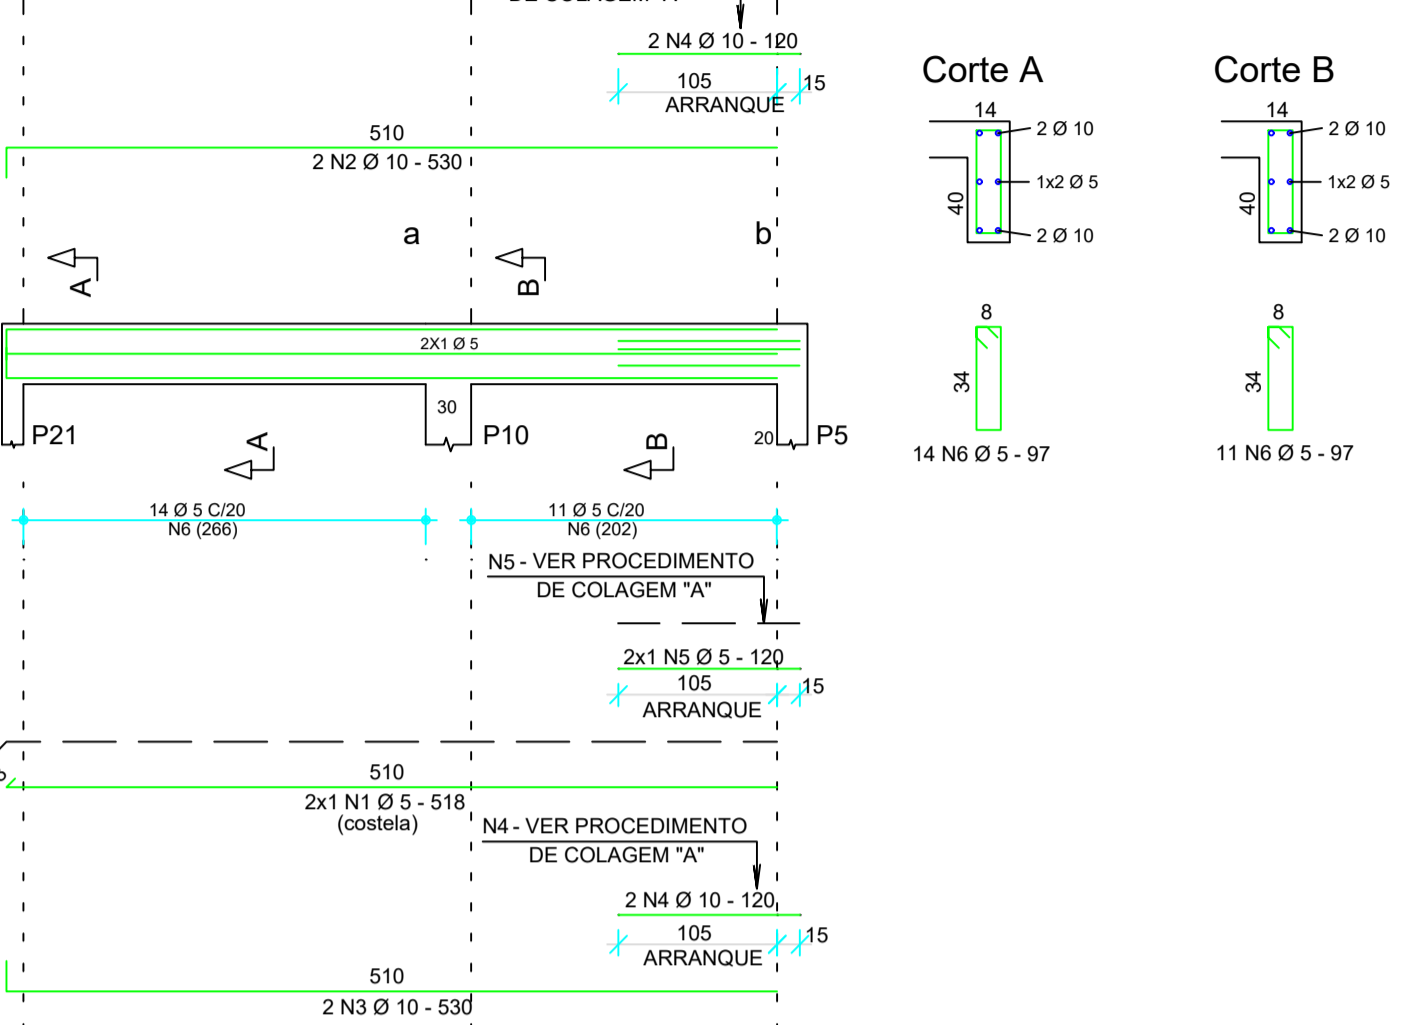 DE COLAGEM "A"
2 N4 Ø 10 - 120
105
15
ARRANQUE
510
2 N2 Ø 10 - 530
a
b
A
B
2X1 Ø 5
30
20
P21
P10
P5
A
B
14 Ø 5 C/20
N6 (266)
11 Ø 5 C/20
N6 (202)
N5 - VER PROCEDIMENTO
DE COLAGEM "A"
2x1 N5 Ø 5 - 120
105
15
ARRANQUE
510
2x1 N1 Ø 5 - 518
(costela)
N4 - VER PROCEDIMENTO
DE COLAGEM "A"
2 N4 Ø 10 - 120
105
15
ARRANQUE
510
2 N3 Ø 10 - 530
Corte A
14
2 Ø 10
1x2 Ø 5
40
2 Ø 10
8
34
14 N6 Ø 5 - 97
Corte B
14
2 Ø 10
1x2 Ø 5
40
2 Ø 10
8
34
11 N6 Ø 5 - 97